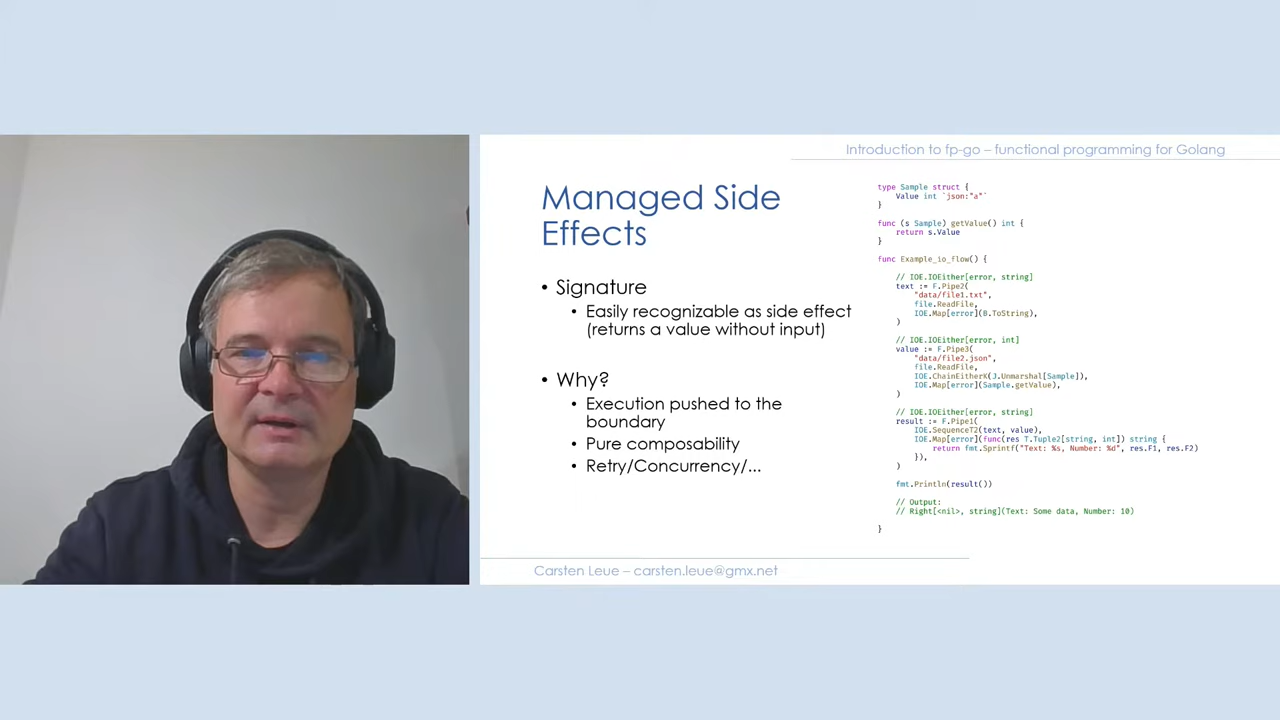 Introduction to fp-go – functional programming for Golang
Managed Side
Effects
• Signature
• Easily recognizable as side effect
(returns a value without input)
• Why?
• Execution pushed to the
boundary
• Pure composability
• Retry/Concurrency/...
type Sample struct {
Value int `json:"a"`
}
func (s Sample) getValue() int {
return s.Value
}
func Example_io_flow() {
// IOE.IOEither[error, string]
text := F.Pipe2(
"data/file1.txt",
file.ReadFile,
IOE.Map[error](B.ToString),
)
// IOE.IOEither[error, int]
value := F.Pipe3(
"data/file2.json",
file.ReadFile,
IOE.ChainEitherK(J.Unmarshal[Sample]),
IOE.Map[error](Sample.getValue),
)
// IOE.IOEither[error, string]
result := F.Pipe1(
IOE.SequenceT2(text, value),
IOE.Map[error](func(res T.Tuple2[string, int]) string {
return fmt.Sprintf("Text: %s, Number: %d", res.F1, res.F2)
}),
)
fmt.Println(result())
// Output:
// Right[<nil>, string](Text: Some data, Number: 10)
}
Carsten Leue – carsten.leue@gmx.net